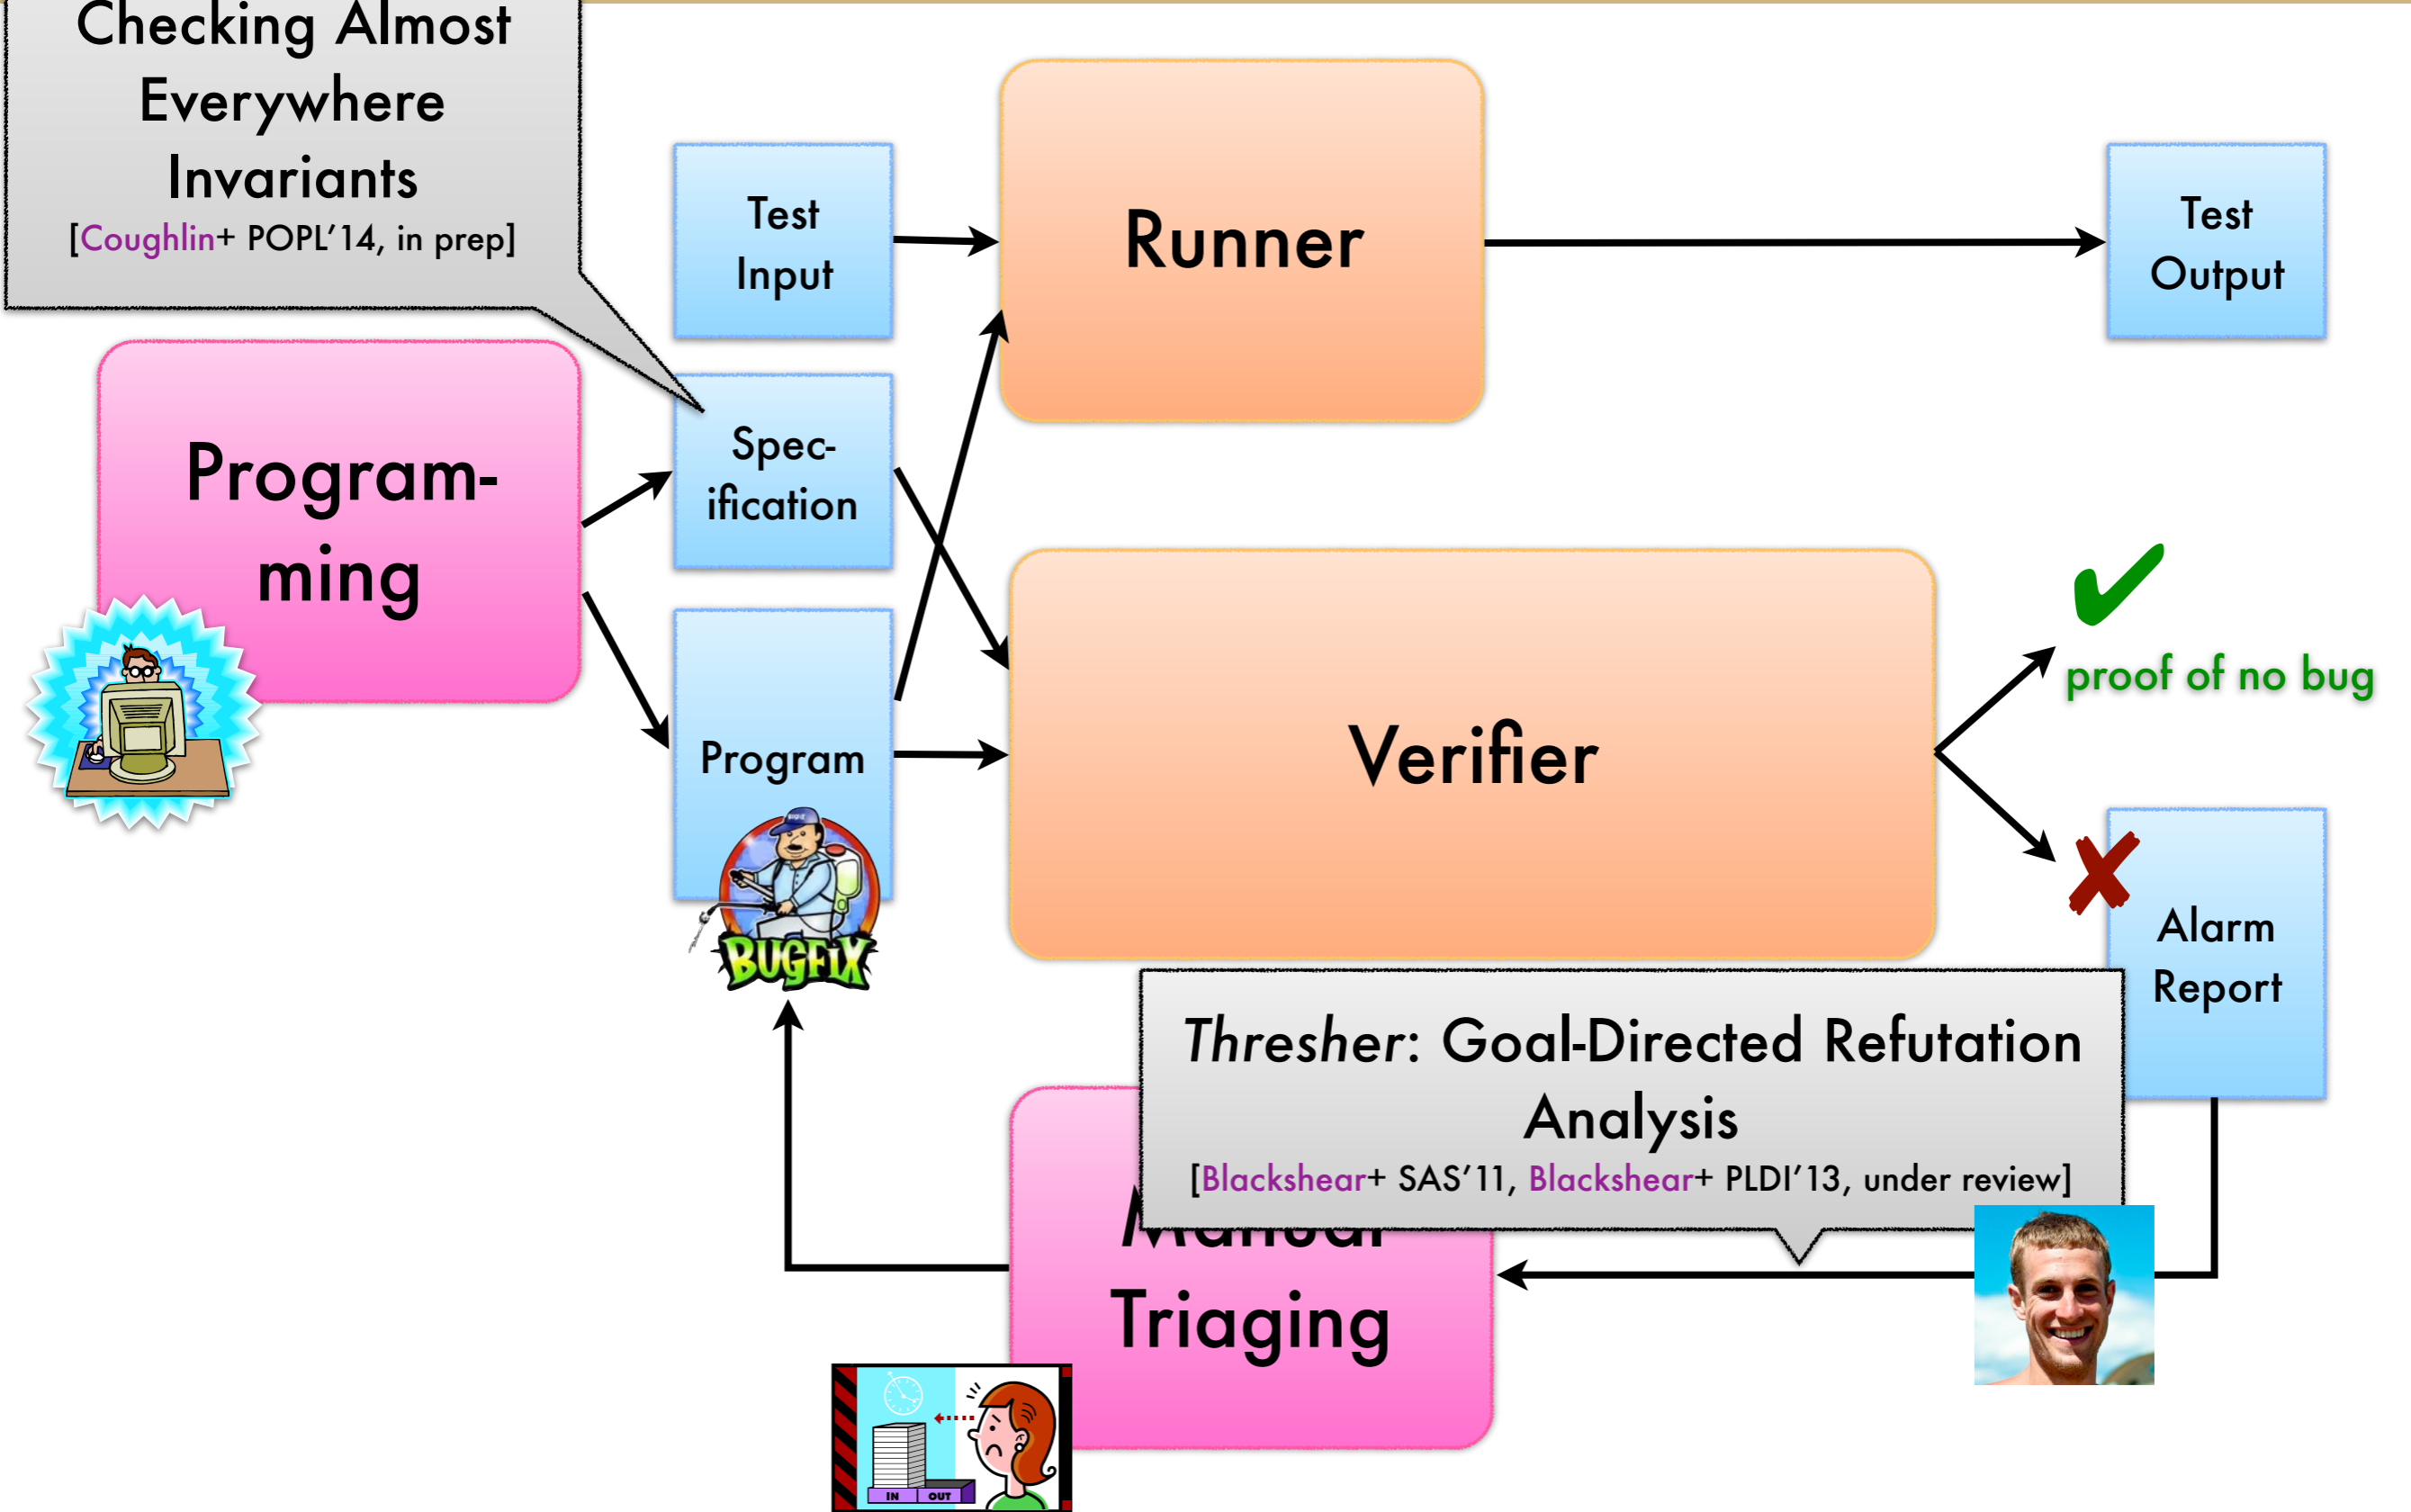 Checking Almost
Everywhere
Invariants
[Coughlin+ POPL’14, in prep]
Test
Input
Runner
Test
Output
Program-
ming
Spec-
ification
Program
BUGFIX
Verifier
proof of no bug
Alarm
Report
Thresher: Goal-Directed Refutation
Analysis
[Blackshear+ SAS’11, Blackshear+ PLDI’13, under review]
Manual
Triaging
IN OUT